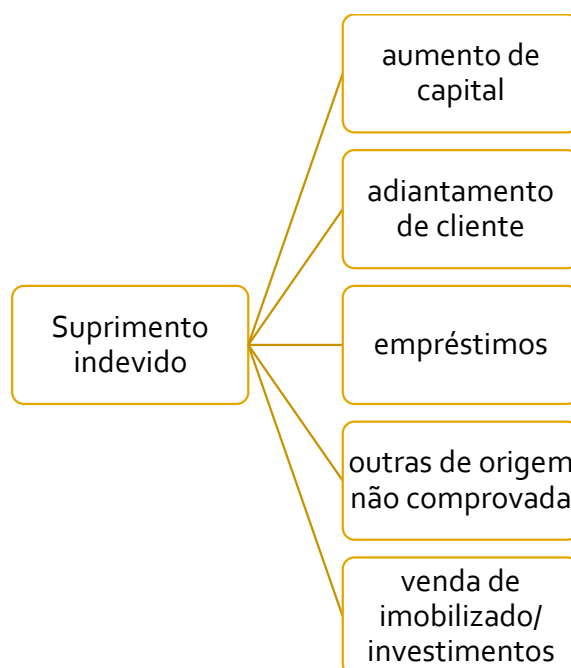 aumento de
capital
adiantamento
de cliente
Suprimento
indevido
empréstimos
outras de origem
não comprovada
venda de
imobilizado/
investimentos